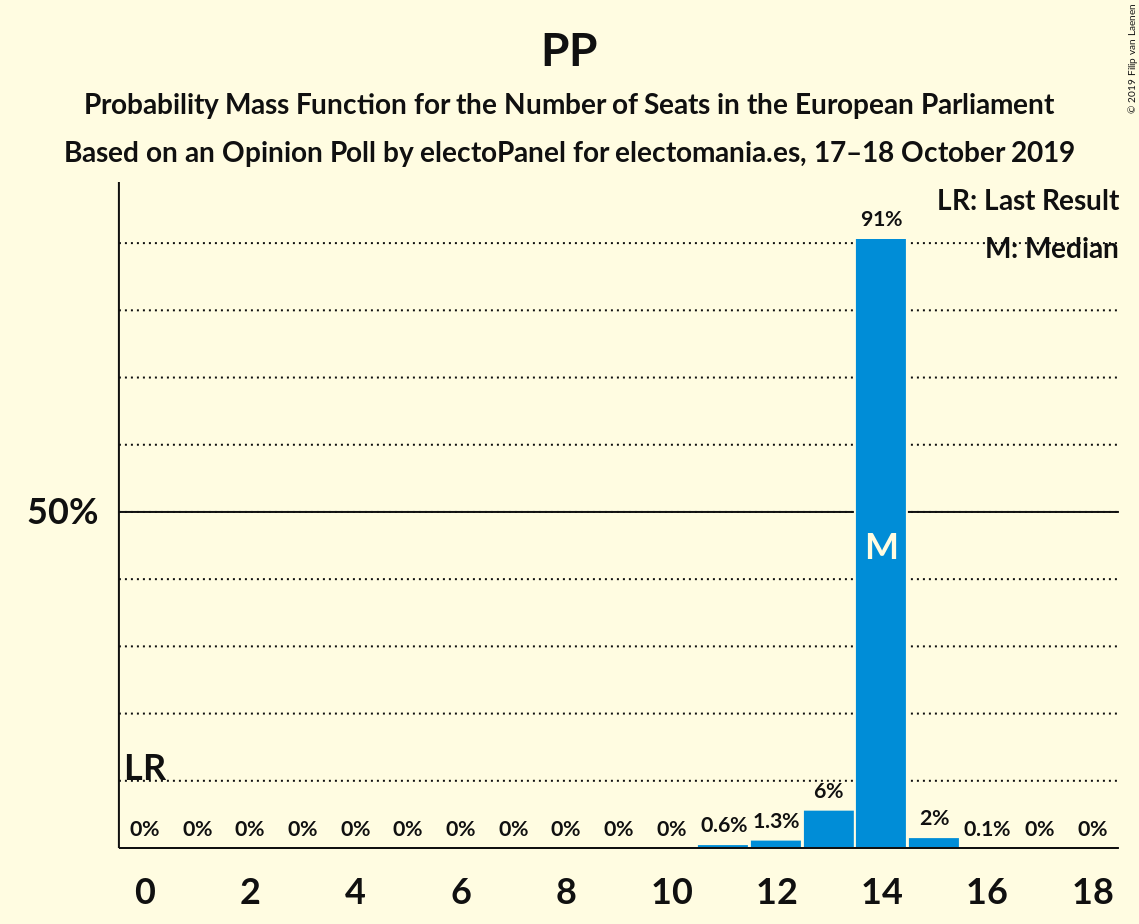 PP
Probability Mass Function for the Number of Seats in the European Parliament
Based on an Opinion Poll by electoPanel for electomania.es, 17–18 October 2019
© 2019 Filip van Laenen
LR: Last Result
M: Median
91%
50%
M
LR
0% 0% 0% 0% 0% 0% 0% 0% 0% 0% 0% 0.6% 1.3% 6% 2% 0.1% 0% 0%
0 2 4 6 8 10 12 14 16 18